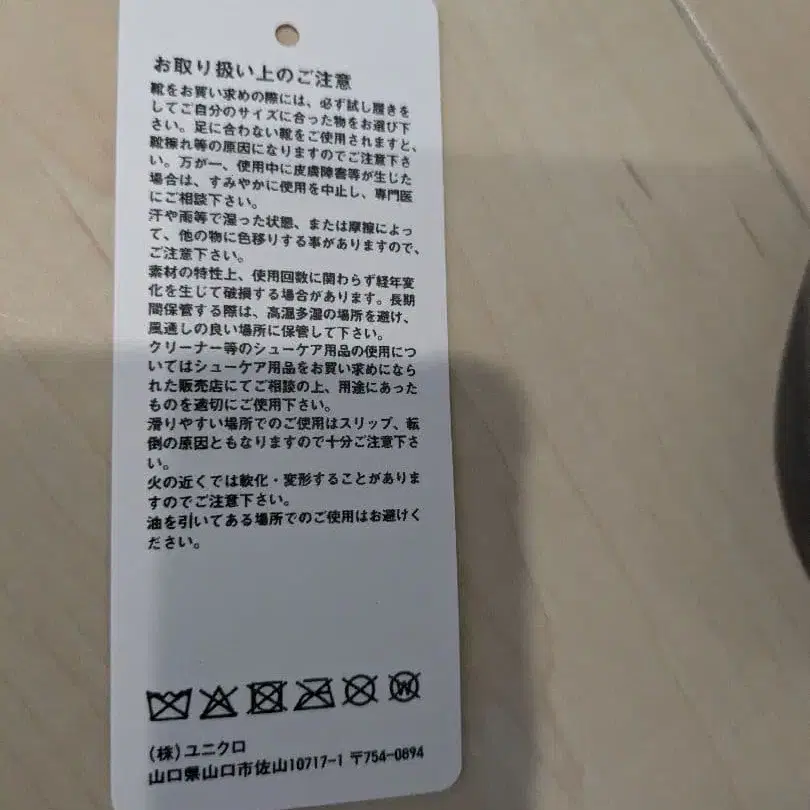 お取り扱い上のご注意
靴をお買い求めの際には、必ず試し履きを
してご自分のサイズに合った物をお選び下
さい。足に合わない靴をご使用されますと、
靴擦れ等の原因になりますのでご注意下さ
い。万が一、使用中に皮膚障害等が生じた
場合は、すみやかに使用を中止し、専門医
にご相談下さい。
汗や雨等で湿った状態、または摩擦によっ
て、他の物に色移りする事がありますので、
ご注意下さい。
素材の特性上、使用回数に関わらず経年変
化を生じて破損する場合があります。長期
間保管する際は、高温多湿の場所を避け、
風通しの良い場所に保管して下さい。
クリーナー等のシューケア用品の使用につ
いてはシューケア用品をお買い求めになら
れた販売店にてご相談の上、用途にあった
ものを適切にご使用下さい。
滑りやすい場所でのご使用はスリップ、転
倒の原因ともなりますので十分ご注意下さ
い。
火の近くでは軟化・変形することがありま
すのでご注意下さい。
油を引いてある場所でのご使用はお避けく
ださい。
W
(株)ユニクロ
山口県山口市佐山10717-1 〒754-0894